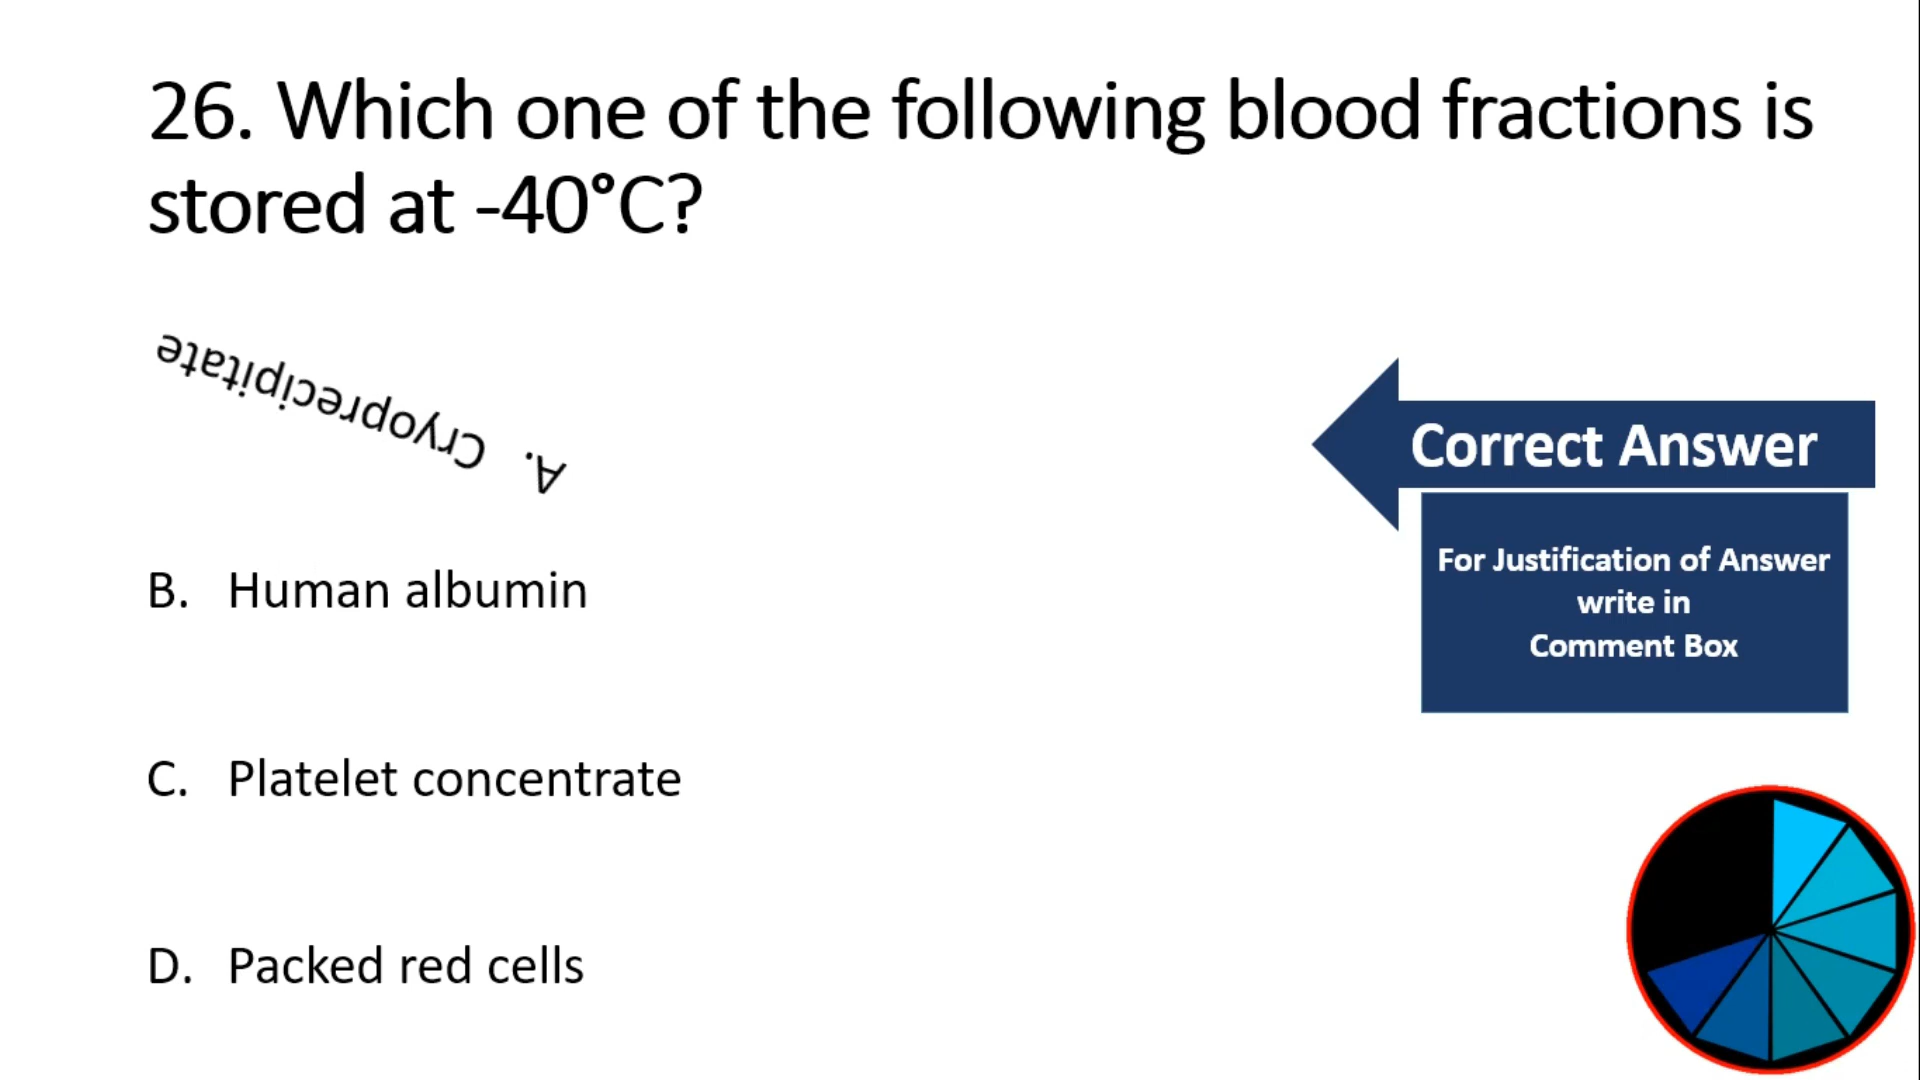 26. Which one of the following blood fractions is
stored at -40°C?
A. Cryoprecipitate
Correct Answer
For Justification of Answer
write in
Comment Box
B. Human albumin
C. Platelet concentrate
D. Packed red cells